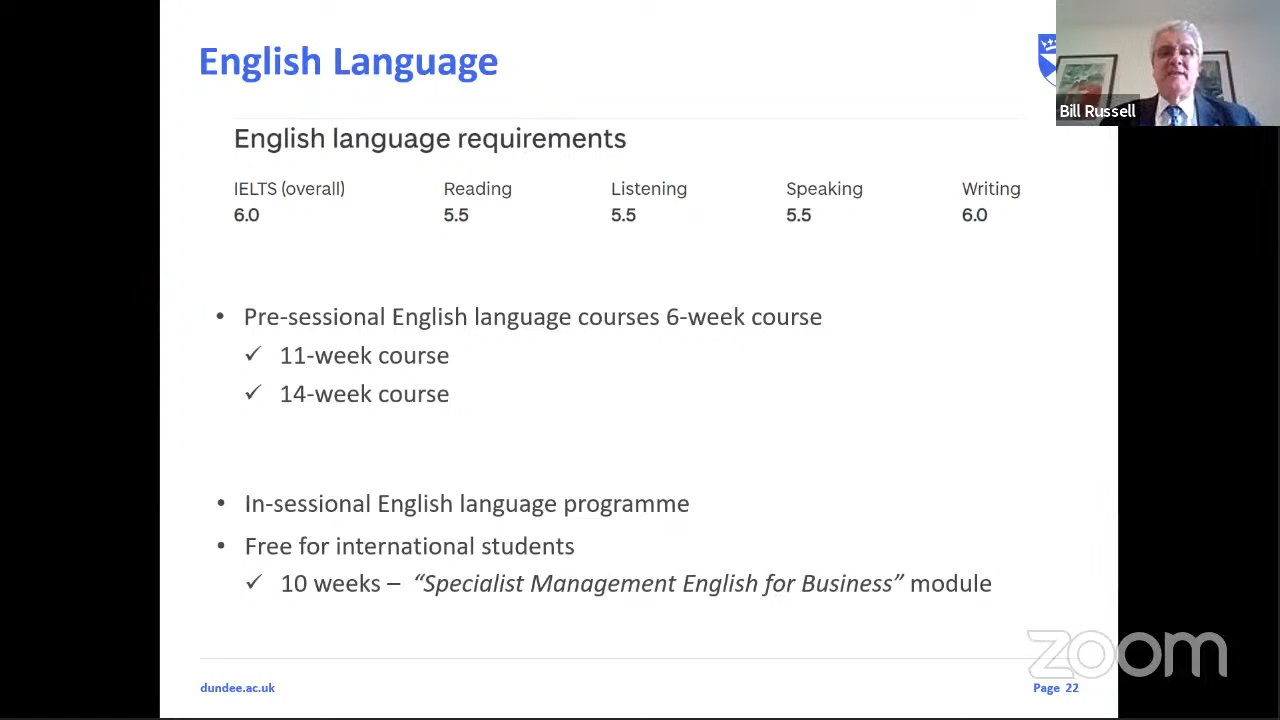 English Language
Bill Russell
English language requirements
IELTS (overall) Reading Listening Speaking Writing
6.0 5.5 5.5 5.5 6.0
• Pre-sessional English language courses 6-week course
✓ 11-week course
✓ 14-week course
• In-sessional English language programme
• Free for international students
✓ 10 weeks – “Specialist Management English for Business” module
zoom
dundee.ac.uk Page 22